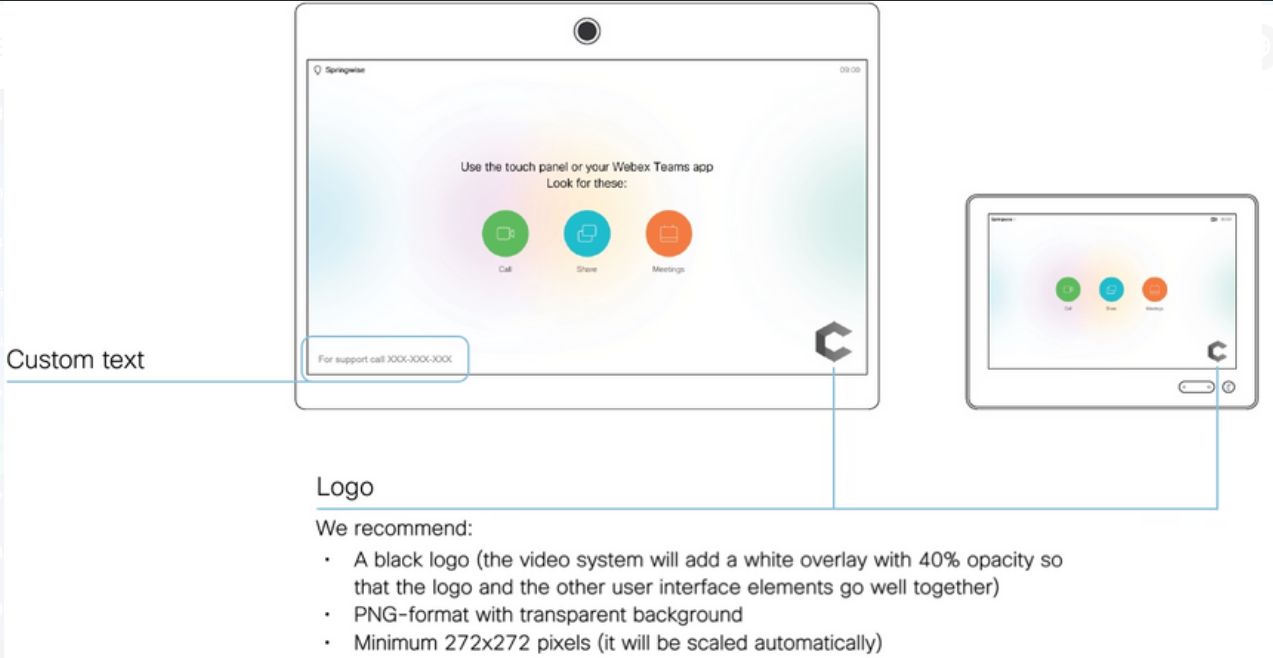 Springwise
09:00
Use the touch panel or your Webex Teams app
Look for these:
Call
Share
Meetings
For support call XXX-XXX-XXX
Custom text
Springwise
Call
Share
Meetings
Logo
We recommend:
· A black logo (the video system will add a white overlay with 40% opacity so
that the logo and the other user interface elements go well together)
· PNG-format with transparent background
· Minimum 272x272 pixels (it will be scaled automatically)